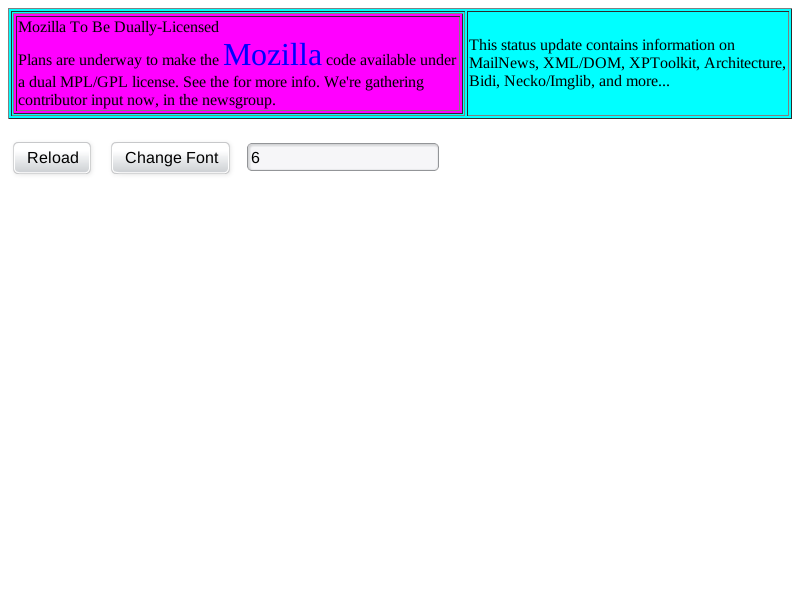 Mozilla To Be Dually-Licensed
Plans are underway to make the Mozilla code available under
a dual MPL/GPL license. See the for more info. We're gathering
contributor input now, in the newsgroup.
This status update contains information on
MailNews, XML/DOM, XPToolkit, Architecture,
Bidi, Necko/Imglib, and more...
Reload
Change Font
6